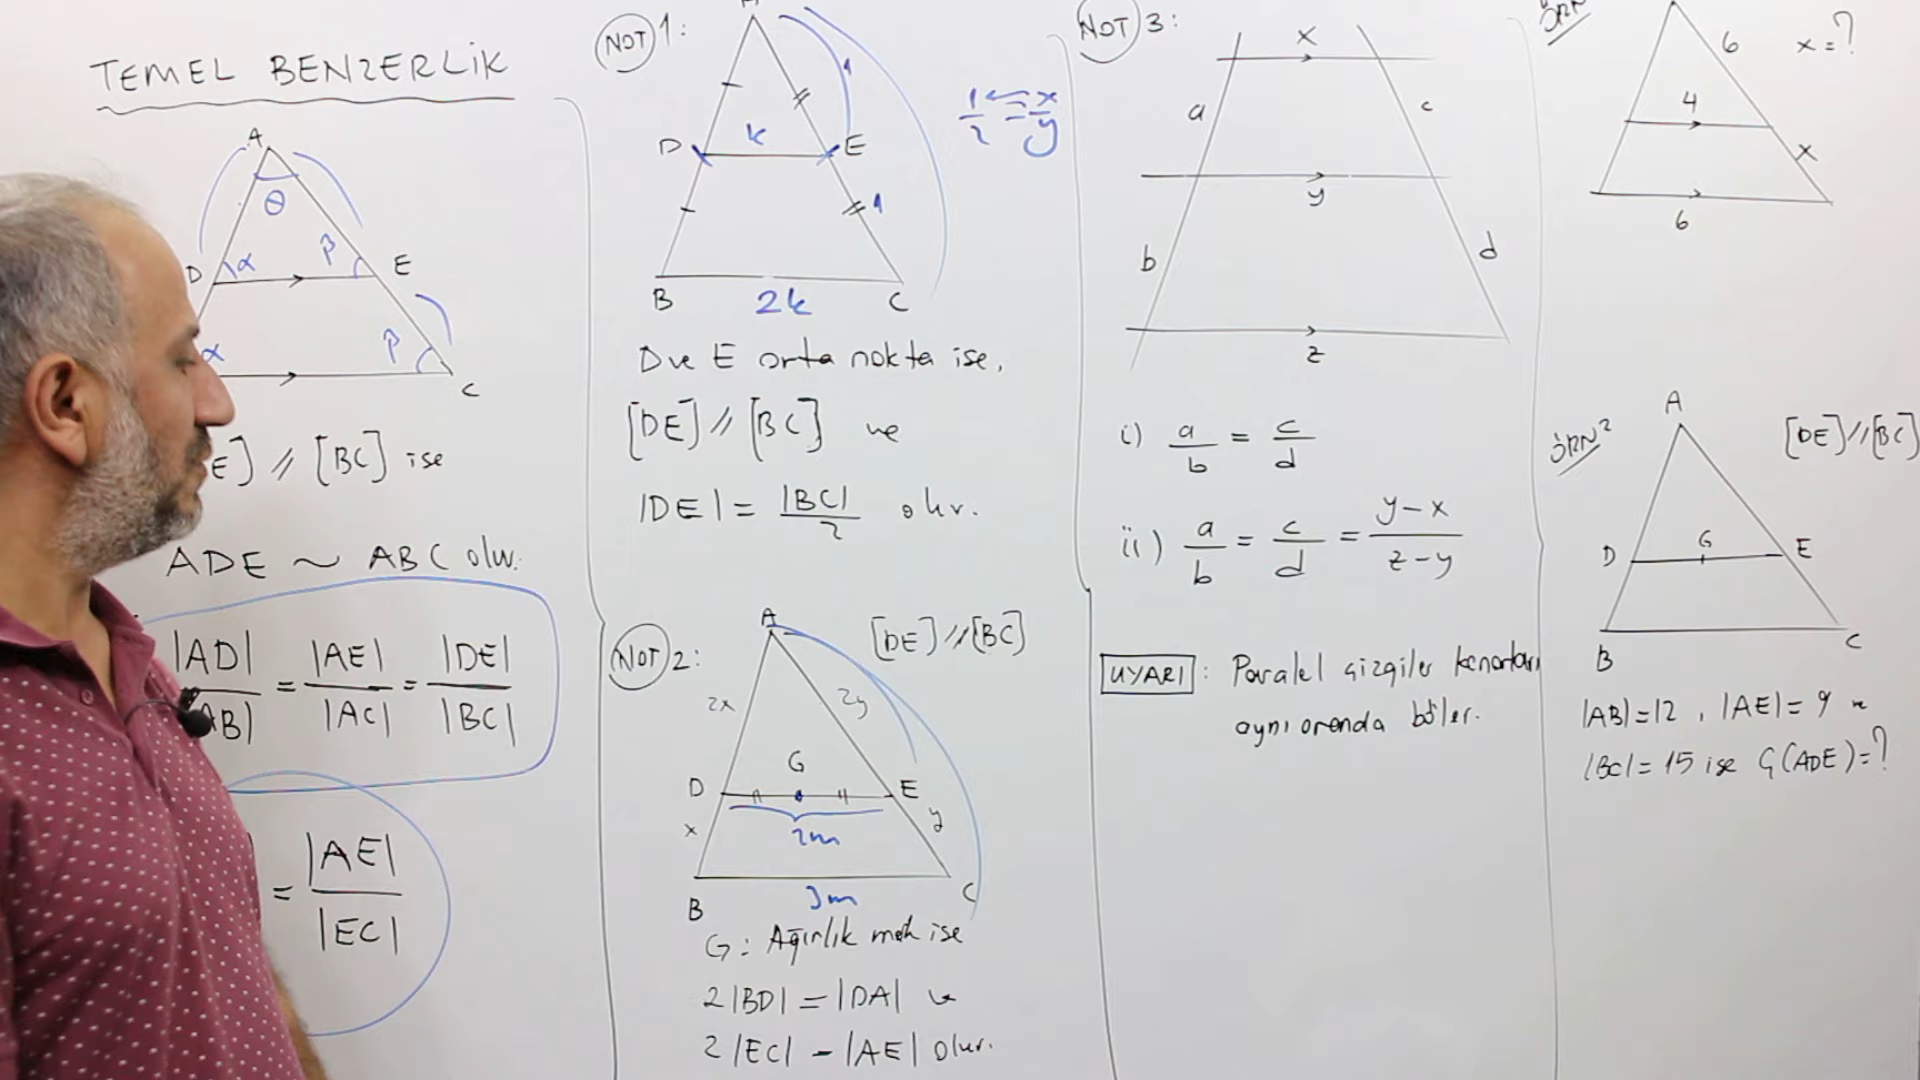 TEMEL BENZERLİK
A
θ
D α β E
α β C
E] // [BC] ise
ADE ~ ABC olur.
|AD| / |AB| = |AE| / |AC| = |DE| / |BC|
= |AE| / |EC|
NOT 1:
1
1/2 = x/y
D k E
1
B 2k C
D ve E orta nokta ise,
[DE] // [BC] ve
|DE| = |BC| / 2 olur.
NOT 2:
A
[DE] // [BC]
2x 2y
G
D E
x 2m y
B 3m C
G: Ağırlık mrk ise
2|BD| = |DA| ve
2|EC| = |AE| olur.
NOT 3:
x
a c
y
b d
z
i) a/b = c/d
ii) a/b = c/d = y-x / z-y
UYARI : Paralel çizgiler kenarları
aynı oranda böler.
ÖRN
6 x=?
4
x
6
ÖRN 2
A
[DE]//[BC]
D G E
B C
|AB|=12, |AE|=9 ve
|BC|=15 ise Ç(ADE)=?